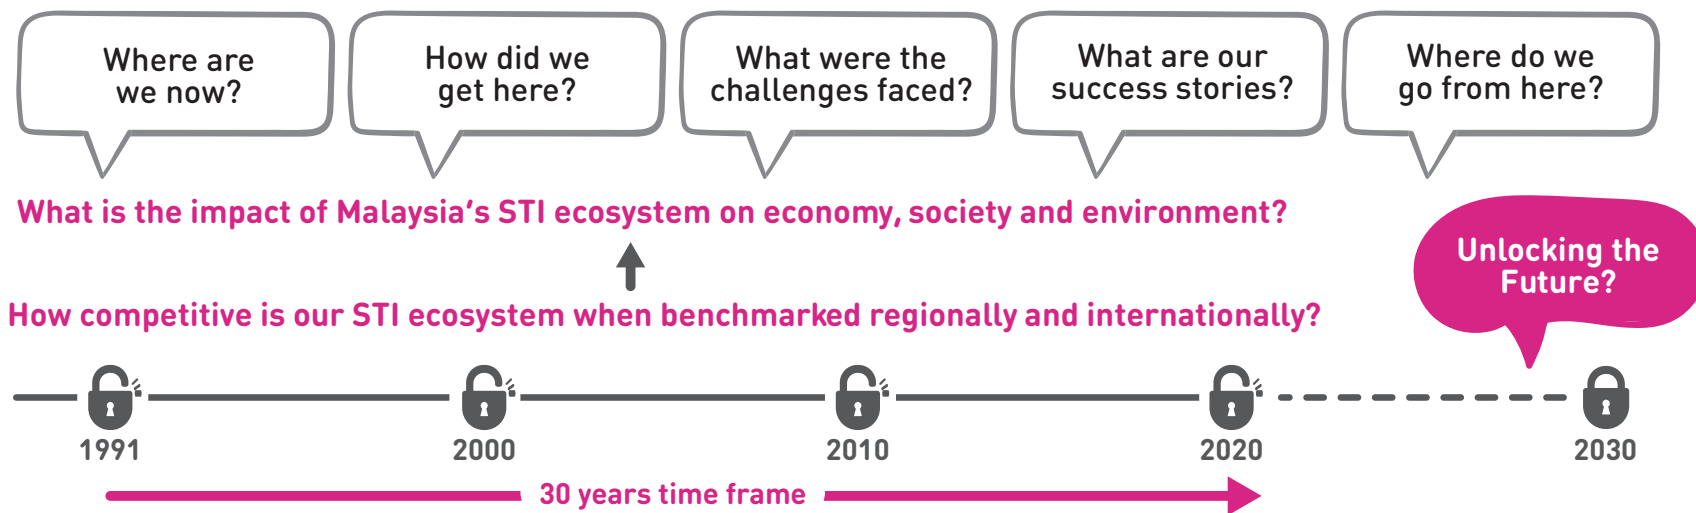 Where are
we now?
How did we
get here?
What were the
challenges faced?
What are our
success stories?
Where do we
go from here?
What is the impact of Malaysia's STI ecosystem on economy, society and environment?
Unlocking the
Future?
How competitive is our STI ecosystem when benchmarked regionally and internationally?
1991
2000
2010
2020
2030
30 years time frame